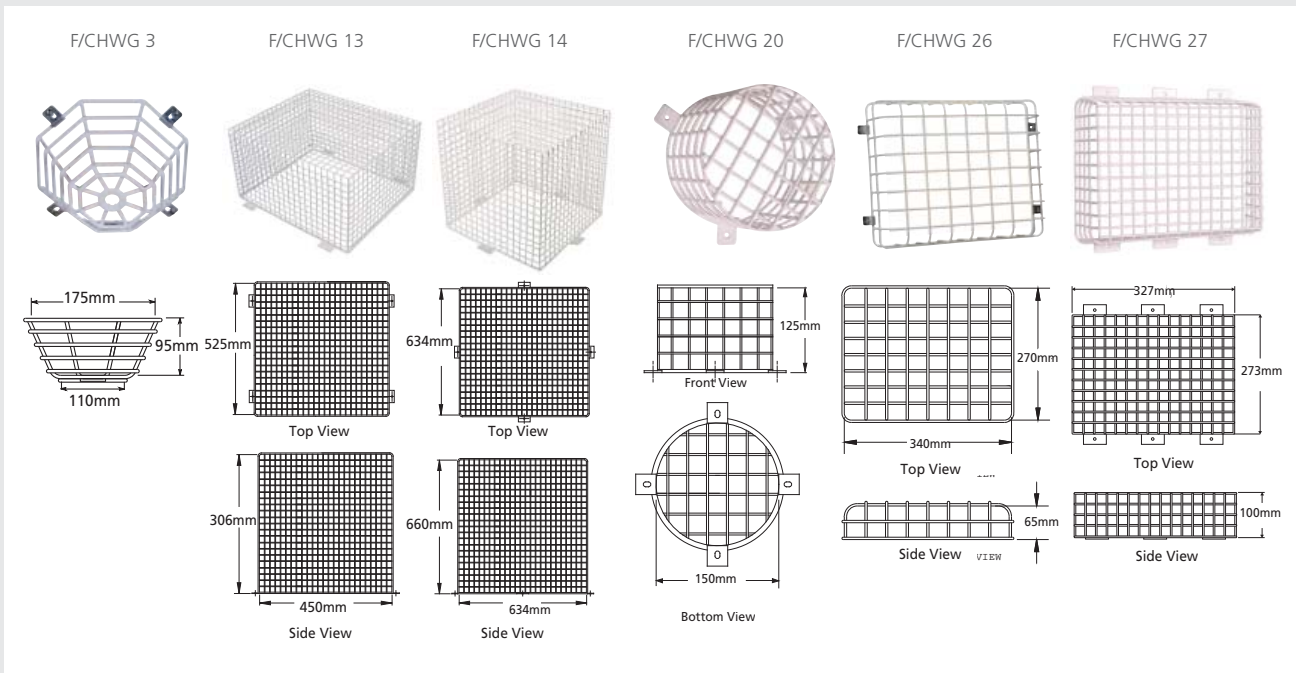 F/CHWG 3
F/CHWG 13
F/CHWG 14
F/CHWG 20
F/CHWG 26
F/CHWG 27
175mm
95mm
110mm
525mm
Top View
306mm
450mm
Side View
634mm
Top View
660mm
634mm
Side View
125mm
Front View
150mm
Bottom View
270mm
340mm
Top View
65mm
Side View
VIEW
327mm
273mm
Top View
100mm
Side View